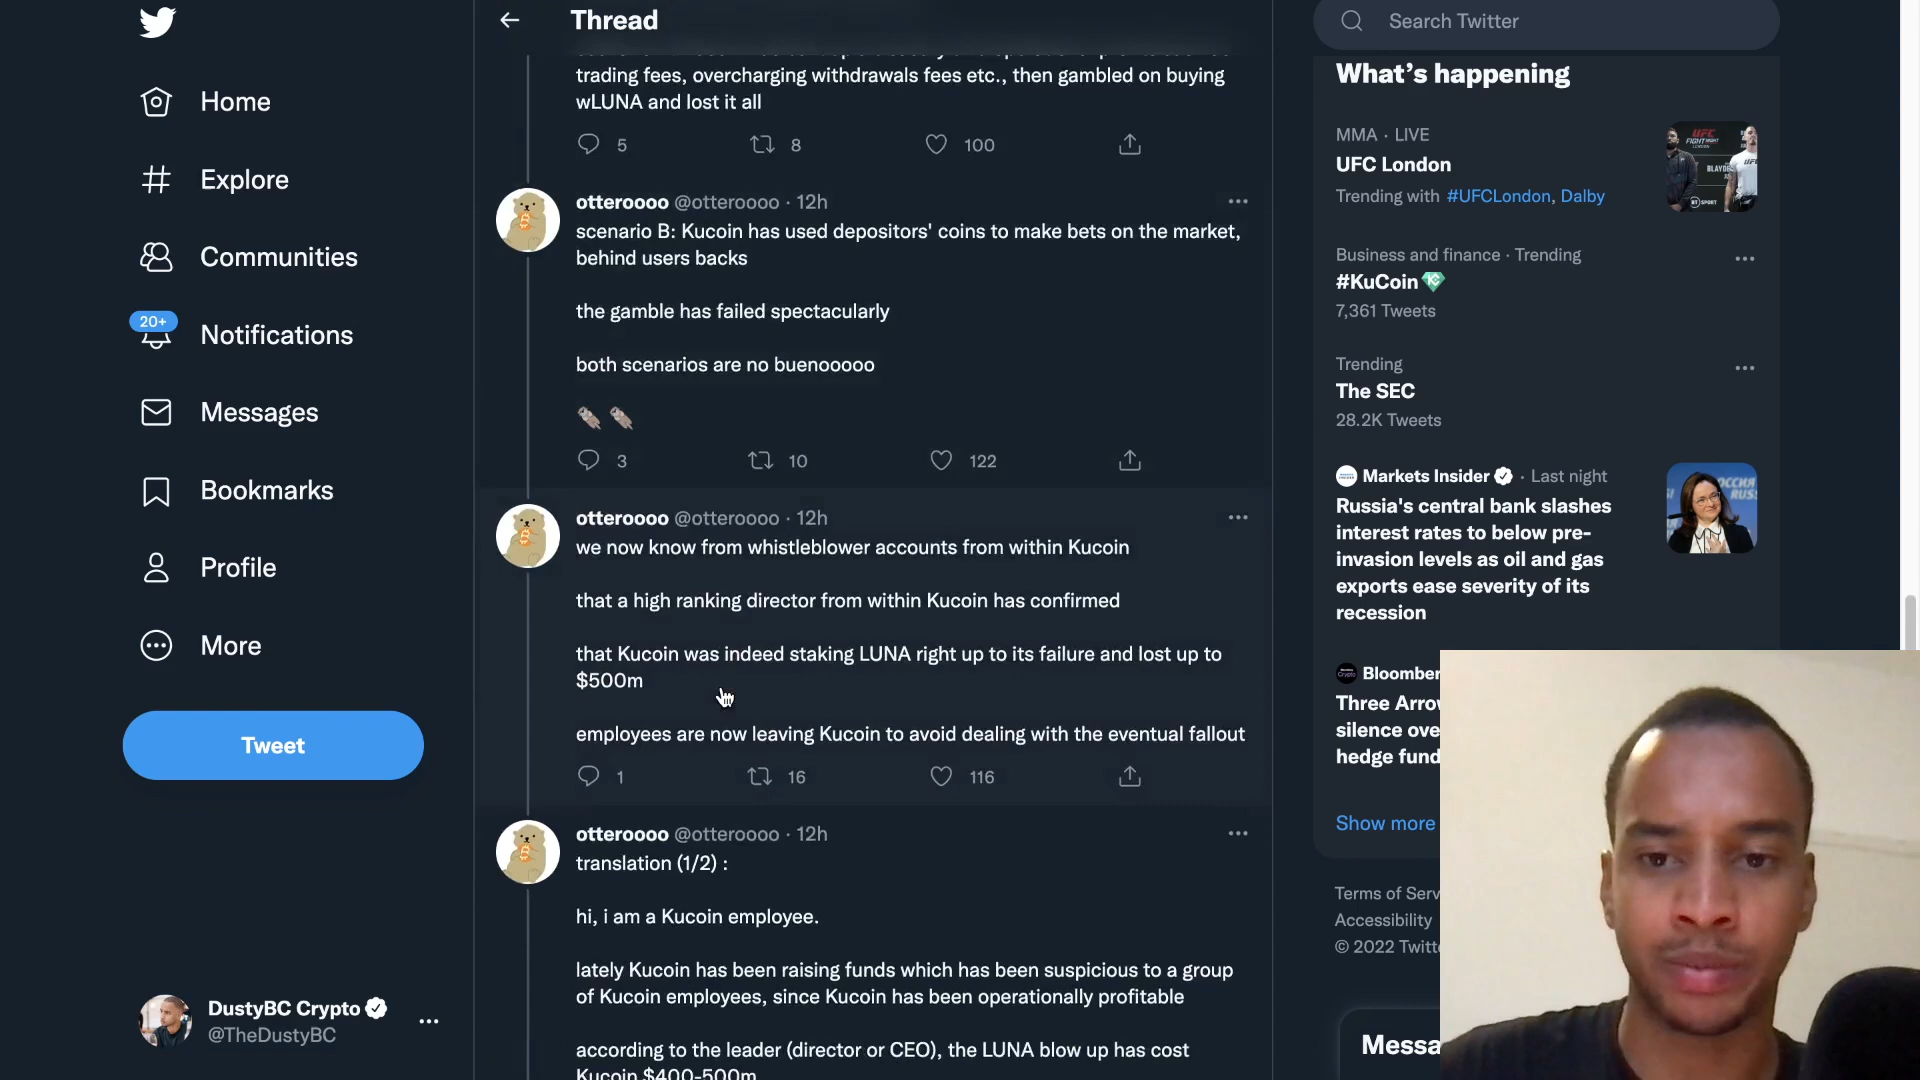 Thread
Search Twitter
Home
Explore
Communities
20+
Notifications
Messages
Bookmarks
Profile
More
Tweet
DustyBC Crypto
@TheDustyBC
trading fees, overcharging withdrawals fees etc., then gambled on buying
wLUNA and lost it all
5 8 100
otteroooo @otteroooo · 12h
scenario B: Kucoin has used depositors' coins to make bets on the market,
behind users backs
the gamble has failed spectacularly
both scenarios are no buenooooo
3 10 122
otteroooo @otteroooo · 12h
we now know from whistleblower accounts from within Kucoin
that a high ranking director from within Kucoin has confirmed
that Kucoin was indeed staking LUNA right up to its failure and lost up to
$500m
employees are now leaving Kucoin to avoid dealing with the eventual fallout
1 16 116
otteroooo @otteroooo · 12h
translation (1/2) :
hi, i am a Kucoin employee.
lately Kucoin has been raising funds which has been suspicious to a group
of Kucoin employees, since Kucoin has been operationally profitable
according to the leader (director or CEO), the LUNA blow up has cost
Kucoin $400-500m
What's happening
MMA · LIVE
UFC London
Trending with #UFCLondon, Dalby
Business and finance · Trending
#KuCoin
7,361 Tweets
Trending
The SEC
28.2K Tweets
Markets Insider · Last night
Russia's central bank slashes
interest rates to below pre-
invasion levels as oil and gas
exports ease severity of its
recession
Bloomber
Three Arro
silence ove
hedge fund
Show more
Terms of Serv
Accessibility
© 2022 Twitt
Messa